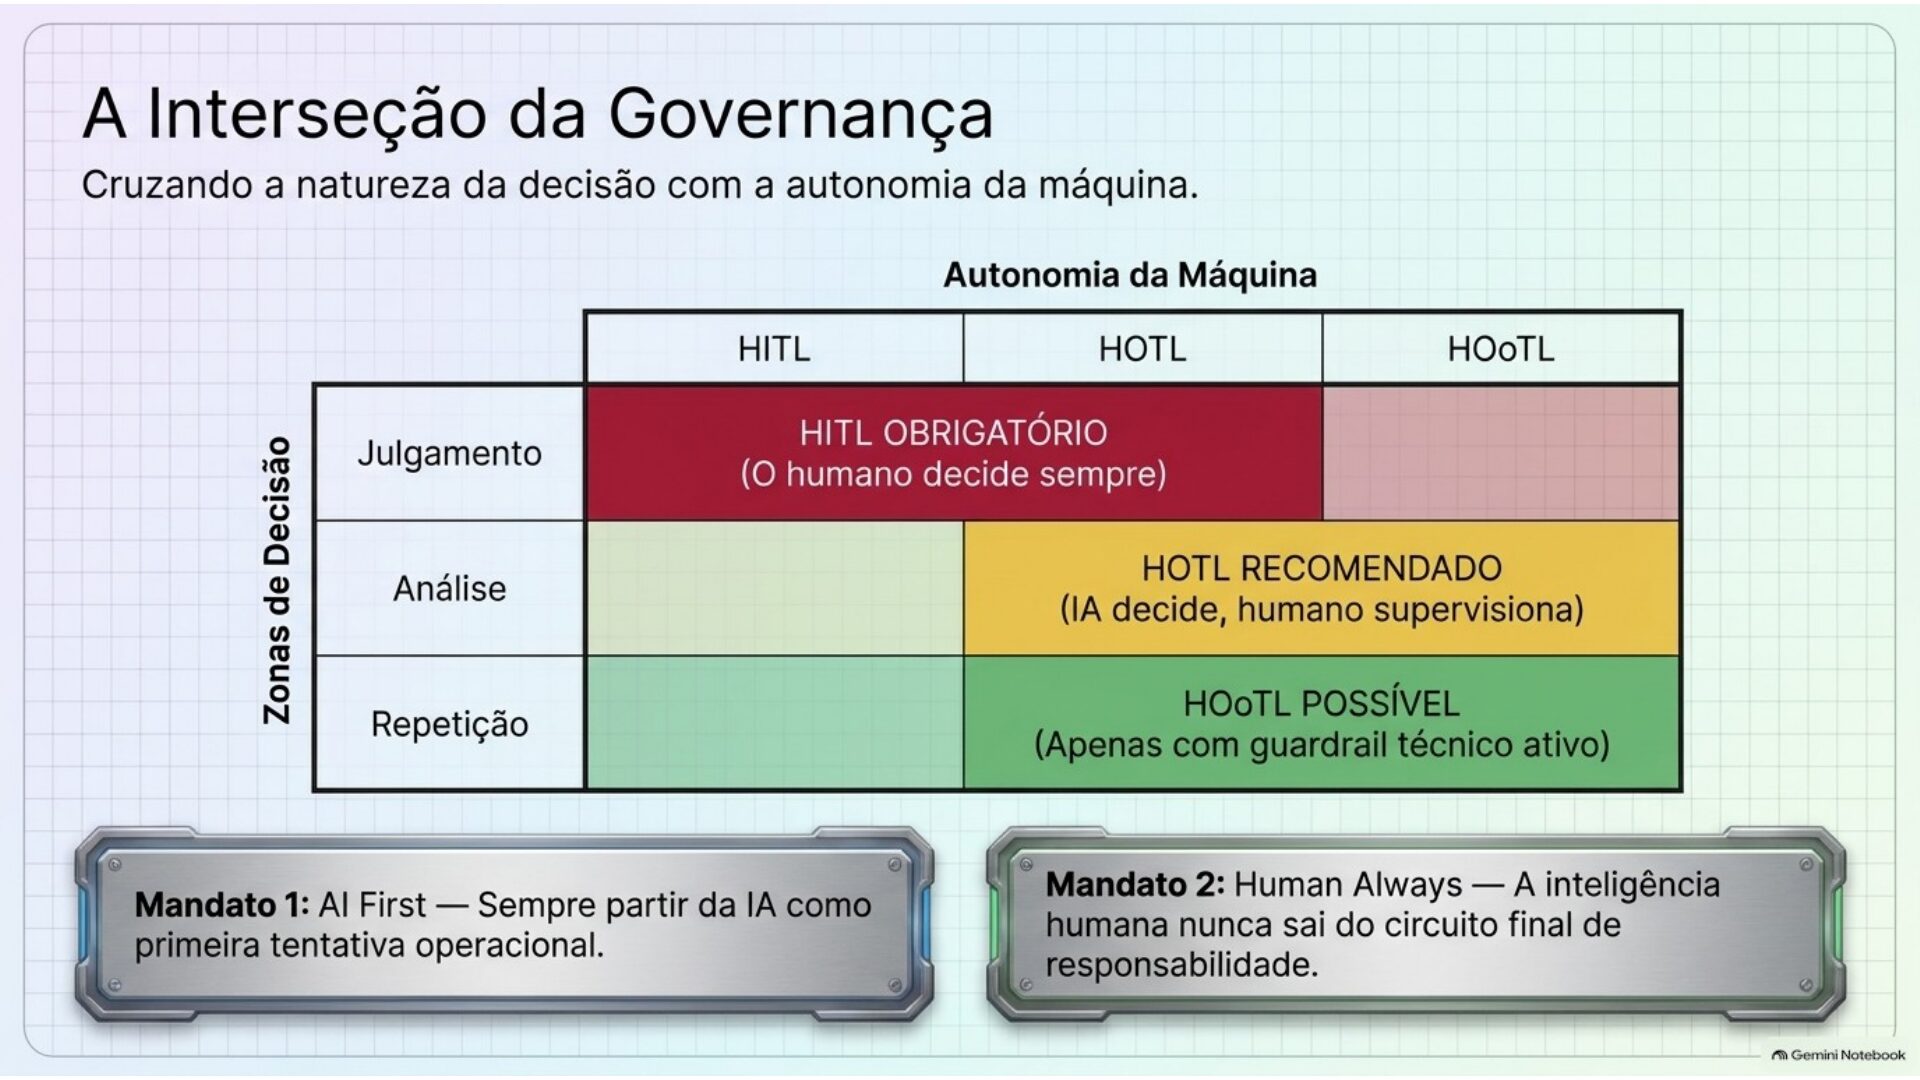 A Interseção da Governança
Cruzando a natureza da decisão com a autonomia da máquina.
Autonomia da Máquina
HITL
HOTL
HOoTL
Zonas de Decisão
Julgamento
HITL OBRIGATÓRIO
(O humano decide sempre)
Análise
HOTL RECOMENDADO
(IA decide, humano supervisiona)
Repetição
HOoTL POSSÍVEL
(Apenas com guardrail técnico ativo)
Mandato 1: AI First — Sempre partir da IA como
primeira tentativa operacional.
Mandato 2: Human Always — A inteligência
humana nunca sai do circuito final de
responsabilidade.
Gemini Notebook